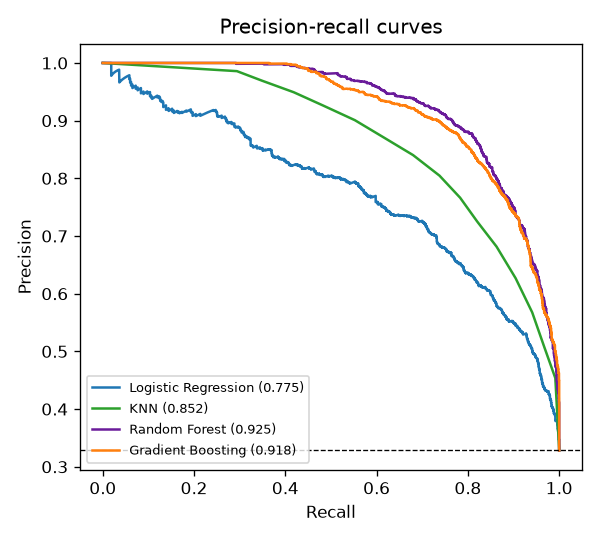 Precision-recall curves
1.0
0.9
0.8
0.7
0.6
0.5
0.4
0.3
Precision
Logistic Regression (0.775)
KNN (0.852)
Random Forest (0.925)
Gradient Boosting (0.918)
0.0 0.2 0.4 0.6 0.8 1.0
Recall